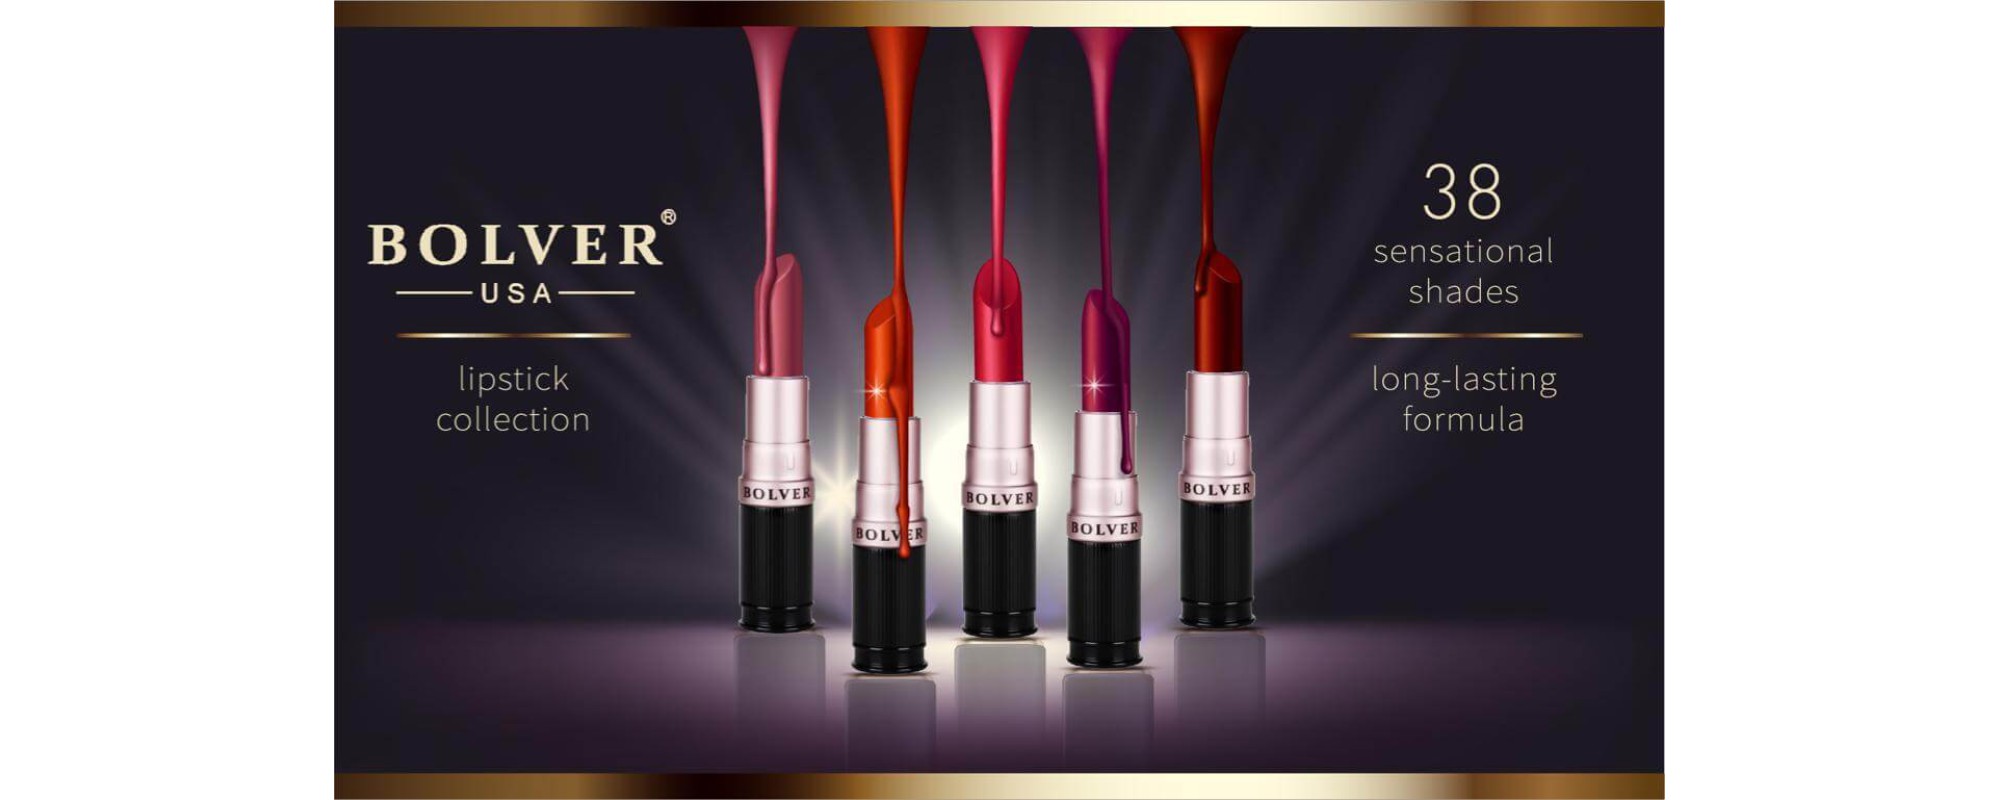 BOLVER®
USA
lipstick
collection
38
sensational
shades
long-lasting
formula
BOLVER
BOLVER
BOLVER
BOLVER
BOLVER